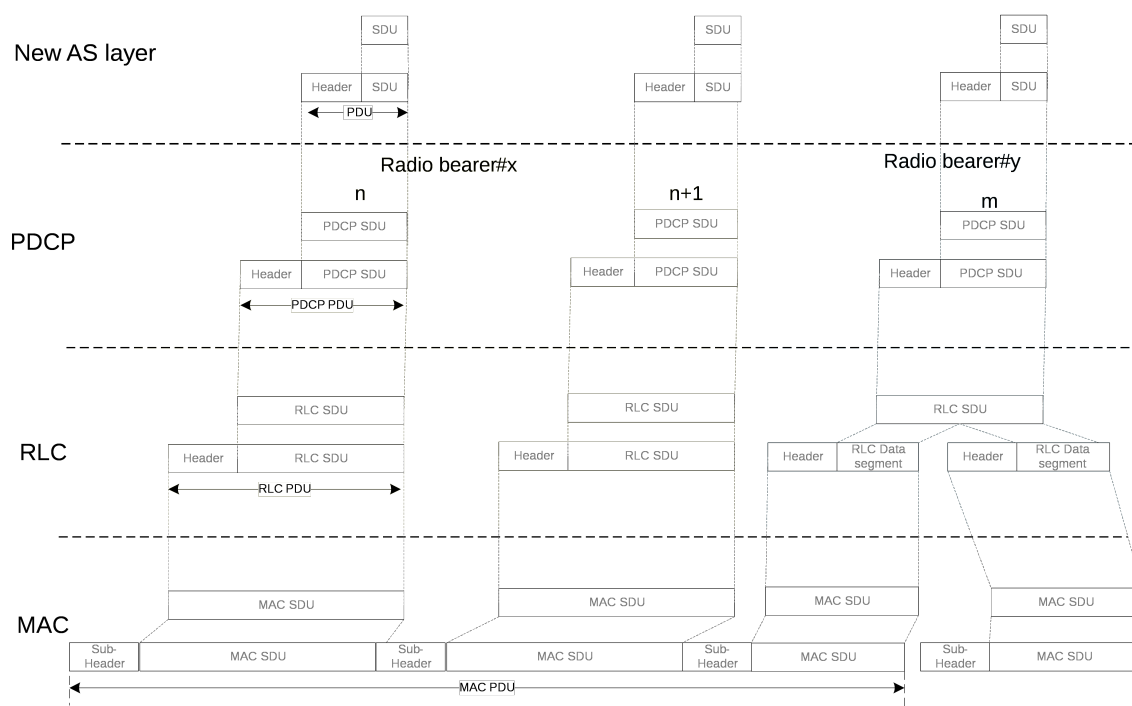 SDU
SDU
SDU
New AS layer
Header
SDU
Header
SDU
Header
SDU
PDU
Radio bearer#x
Radio bearer#y
n
n+1
m
PDCP SDU
PDCP SDU
PDCP SDU
PDCP
Header
PDCP SDU
Header
PDCP SDU
Header
PDCP SDU
PDCP PDU
RLC SDU
RLC SDU
RLC SDU
RLC
Header
RLC SDU
Header
RLC SDU
Header
RLC Data
segment
Header
RLC Data
segment
RLC PDU
MAC SDU
MAC SDU
MAC SDU
MAC SDU
MAC
Sub-
Header
MAC SDU
Sub-
Header
MAC SDU
Sub-
Header
MAC SDU
Sub-
Header
MAC SDU
MAC PDU